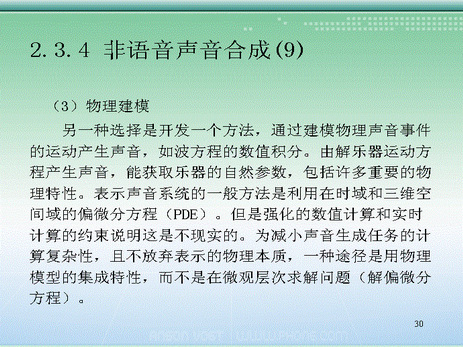 2.3.4 非语音声音合成(9)
（3）物理建模
另一种选择是开发一个方法，通过建模物理声音事件
的运动产生声音，如波方程的数值积分。由解乐器运动方
程产生声音，能获取乐器的自然参数，包括许多重要的物
理特性。表示声音系统的一般方法是利用在时域和三维空
间域的偏微分方程（PDE）。但是强化的数值计算和实时
计算的约束说明这是不现实的。为减小声音生成任务的计
算复杂性，且不放弃表示的物理本质，一种途径是用物理
模型的集成特性，而不是在微观层次求解问题（解偏微分
方程）。
30